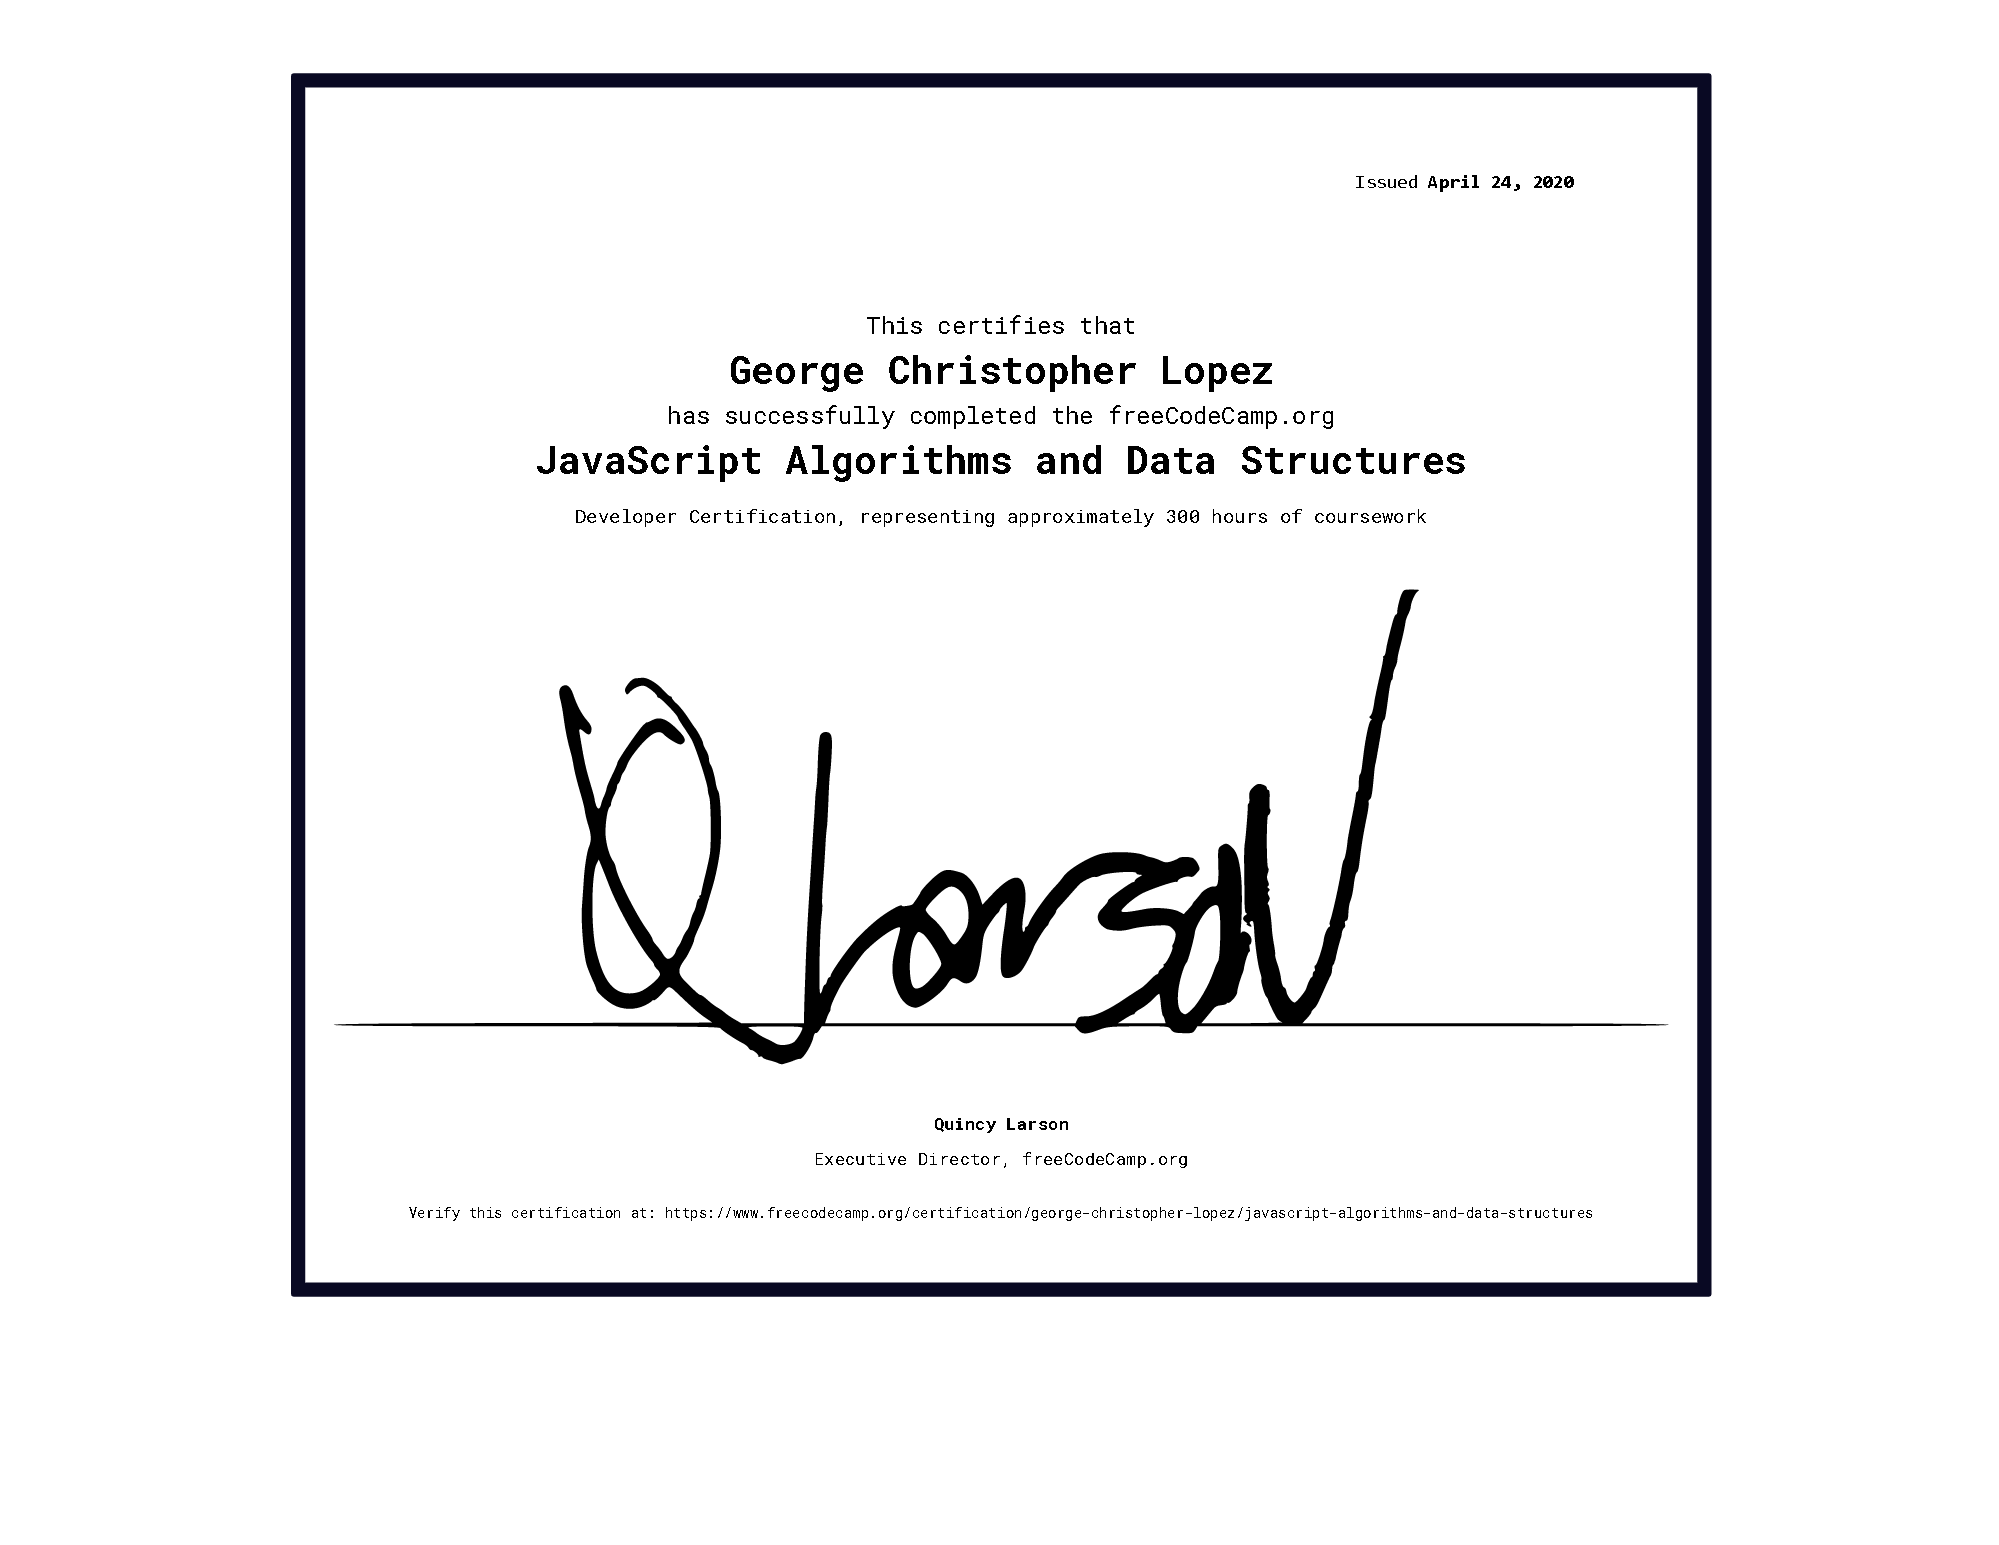 Issued April 24, 2020
This certifies that
George Christopher Lopez
has successfully completed the freeCodeCamp.org
JavaScript Algorithms and Data Structures
Developer Certification, representing approximately 300 hours of coursework
Q Larson
Quincy Larson
Executive Director, freeCodeCamp.org
Verify this certification at: https://www.freecodecamp.org/certification/george-christopher-lopez/javascript-algorithms-and-data-structures